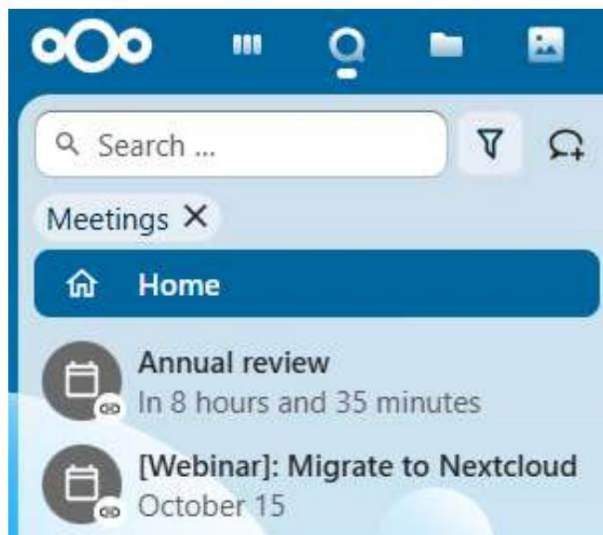 Search ...
Meetings
Home
Annual review
In 8 hours and 35 minutes
[Webinar]: Migrate to Nextcloud
October 15